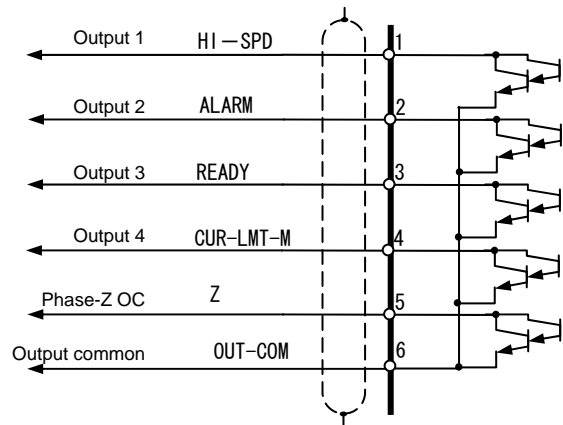 Output 1 HI－SPD 1
Output 2 ALARM 2
Output 3 READY 3
Output 4 CUR-LMT-M 4
Phase-Z OC Z 5
Output common OUT-COM 6